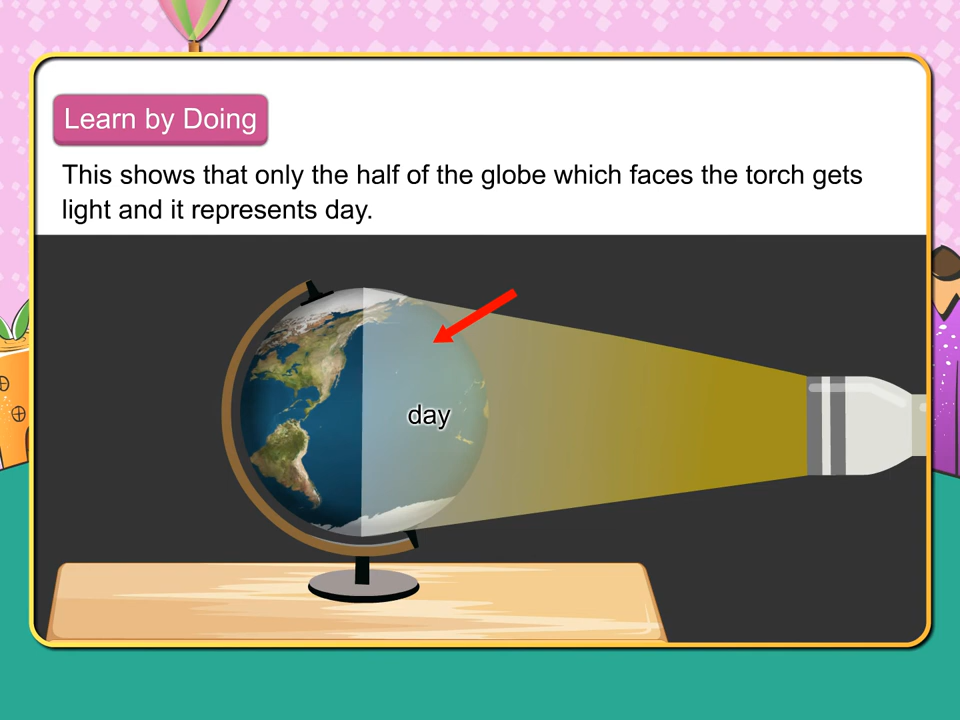 Learn by Doing
This shows that only the half of the globe which faces the torch gets
light and it represents day.
day